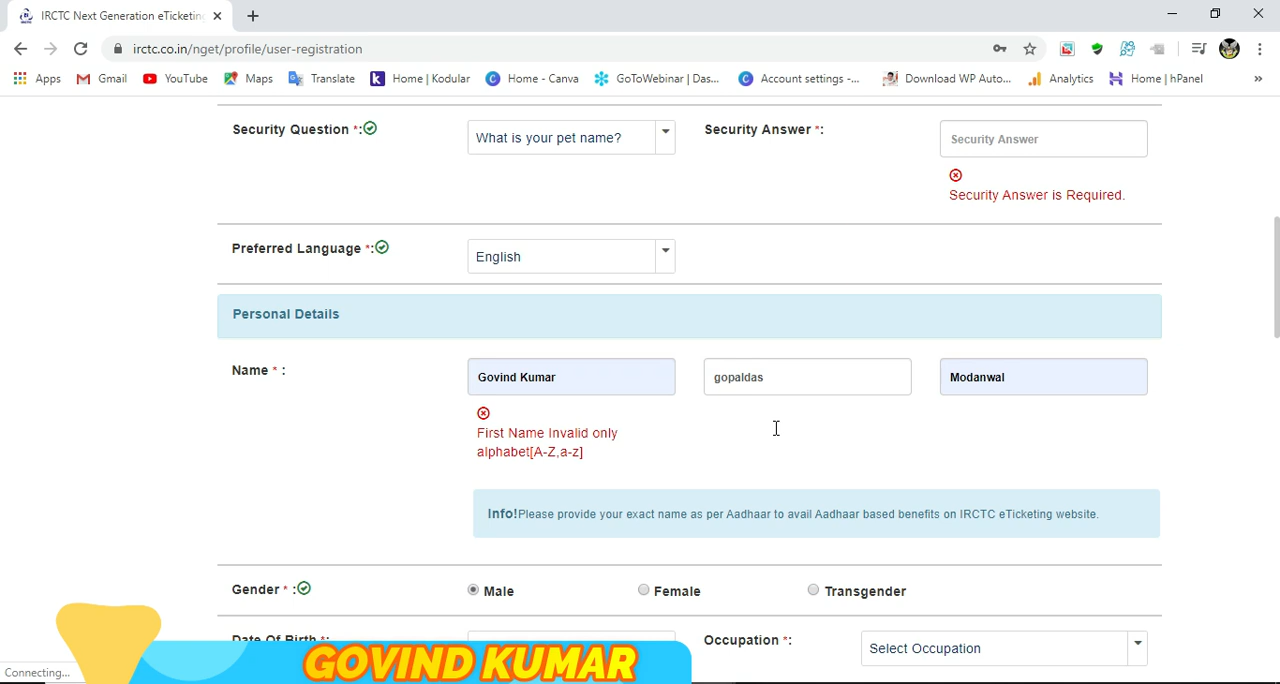 IRCTC Next Generation eTicketing
irctc.co.in/nget/profile/user-registration
Apps Gmail YouTube Maps Translate Home | Kodular Home - Canva GoToWebinar | Das... Account settings -... Download WP Auto... Analytics Home | hPanel »
Security Question *: What is your pet name? Security Answer *: Security Answer
Security Answer is Required.
Preferred Language *: English
Personal Details
Name * : Govind Kumar gopaldas Modanwal
First Name Invalid only
alphabet[A-Z,a-z]
Info!Please provide your exact name as per Aadhaar to avail Aadhaar based benefits on IRCTC eTicketing website.
Gender * : Male Female Transgender
Date Of Birth *: Occupation *: Select Occupation
GOVIND KUMAR
Connecting...